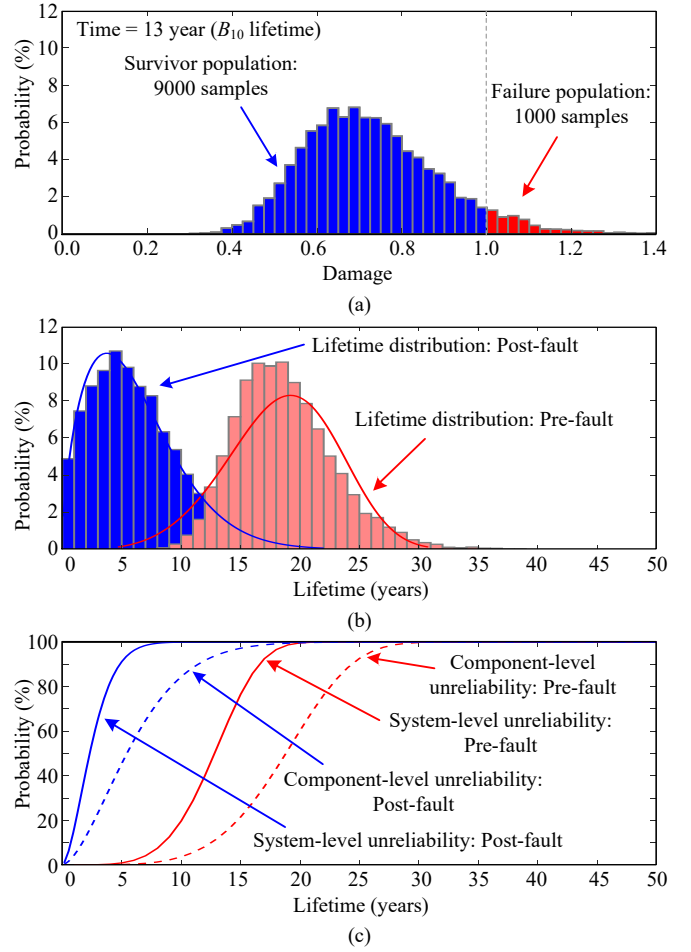 12
10
8
6
4
2
0
Probability (%)
Time = 13 year (B10 lifetime)
Survivor population:
9000 samples
Failure population:
1000 samples
0.0 0.2 0.4 0.6 0.8 1.0 1.2 1.4
Damage
(a)
12
10
8
6
4
2
0
Probability (%)
Lifetime distribution: Post-fault
Lifetime distribution: Pre-fault
0 5 10 15 20 25 30 35 40 45 50
Lifetime (years)
(b)
100
80
60
40
20
0
Probability (%)
Component-level
unreliability: Pre-fault
System-level unreliability:
Pre-fault
Component-level unreliability:
Post-fault
System-level unreliability: Post-fault
0 5 10 15 20 25 30 35 40 45 50
Lifetime (years)
(c)